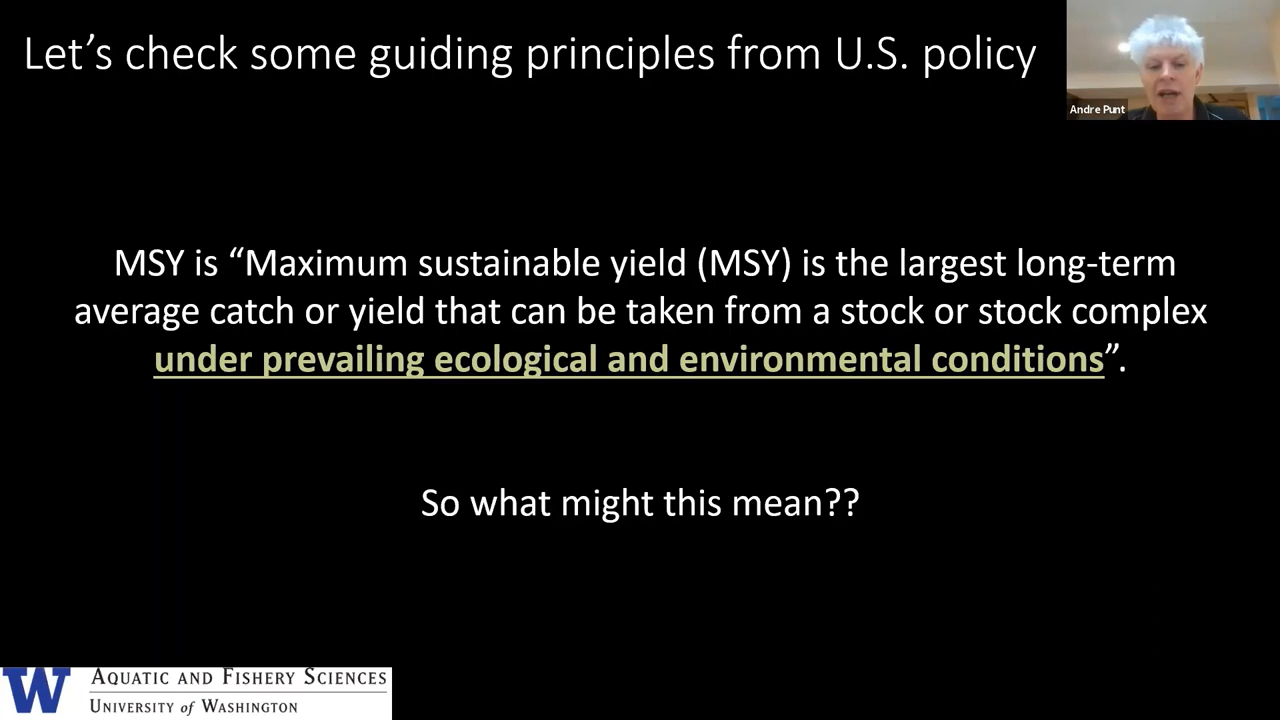 Let’s check some guiding principles from U.S. policy
Andre Punt
MSY is “Maximum sustainable yield (MSY) is the largest long-term
average catch or yield that can be taken from a stock or stock complex
under prevailing ecological and environmental conditions”.
So what might this mean??
W
AQUATIC AND FISHERY SCIENCES
UNIVERSITY of WASHINGTON